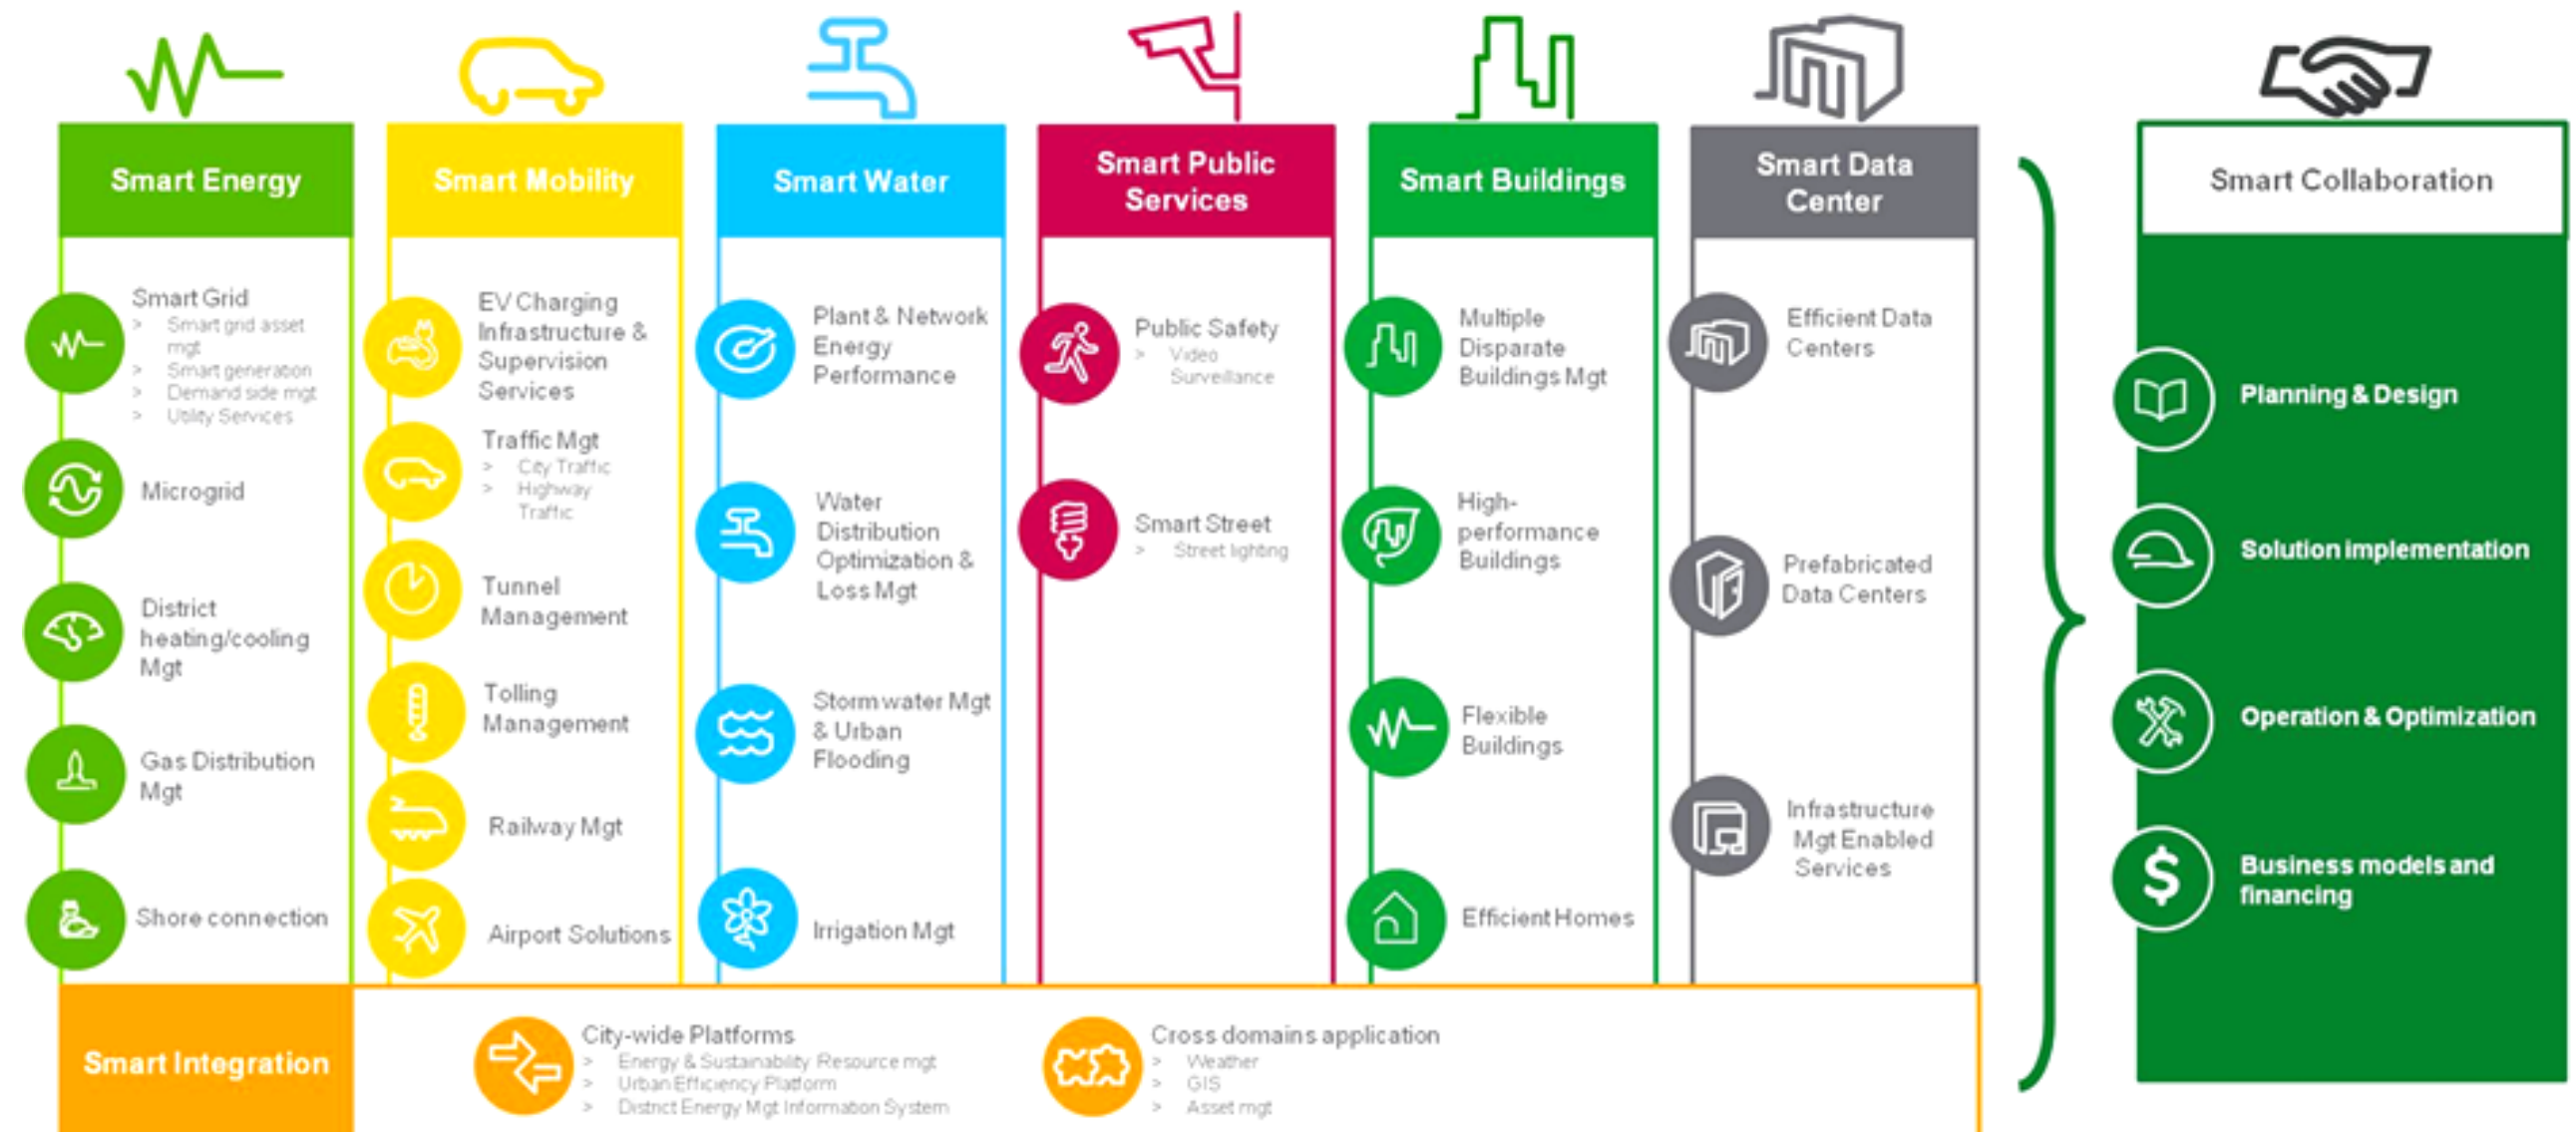 Smart Energy
Smart Grid
> Smart grid asset
mgt
> Smart generation
> Demand side mgt
> Utility Services
Microgrid
District
heating/cooling
Mgt
Gas Distribution
Mgt
Shore connection
Smart Mobility
EV Charging
Infrastructure &
Supervision
Services
Traffic Mgt
> City Traffic
> Highway
Traffic
Tunnel
Management
Tolling
Management
Railway Mgt
Airport Solutions
Smart Water
Plant & Network
Energy
Performance
Water
Distribution
Optimization &
Loss Mgt
Stormwater Mgt
& Urban
Flooding
Irrigation Mgt
Smart Public
Services
Public Safety
> Video
Surveillance
Smart Street
> Street lighting
Smart Buildings
Multiple
Disparate
Buildings Mgt
High-
performance
Buildings
Flexible
Buildings
Efficient Homes
Smart Data
Center
Efficient Data
Centers
Prefabricated
Data Centers
Infrastructure
Mgt Enabled
Services
Smart Integration
City-wide Platforms
> Energy & Sustainability Resource mgt
> Urban Efficiency Platform
> District Energy Mgt Information System
Cross domains application
> Weather
> GIS
> Asset mgt
Smart Collaboration
Planning & Design
Solution implementation
Operation & Optimization
$
Business models and
financing